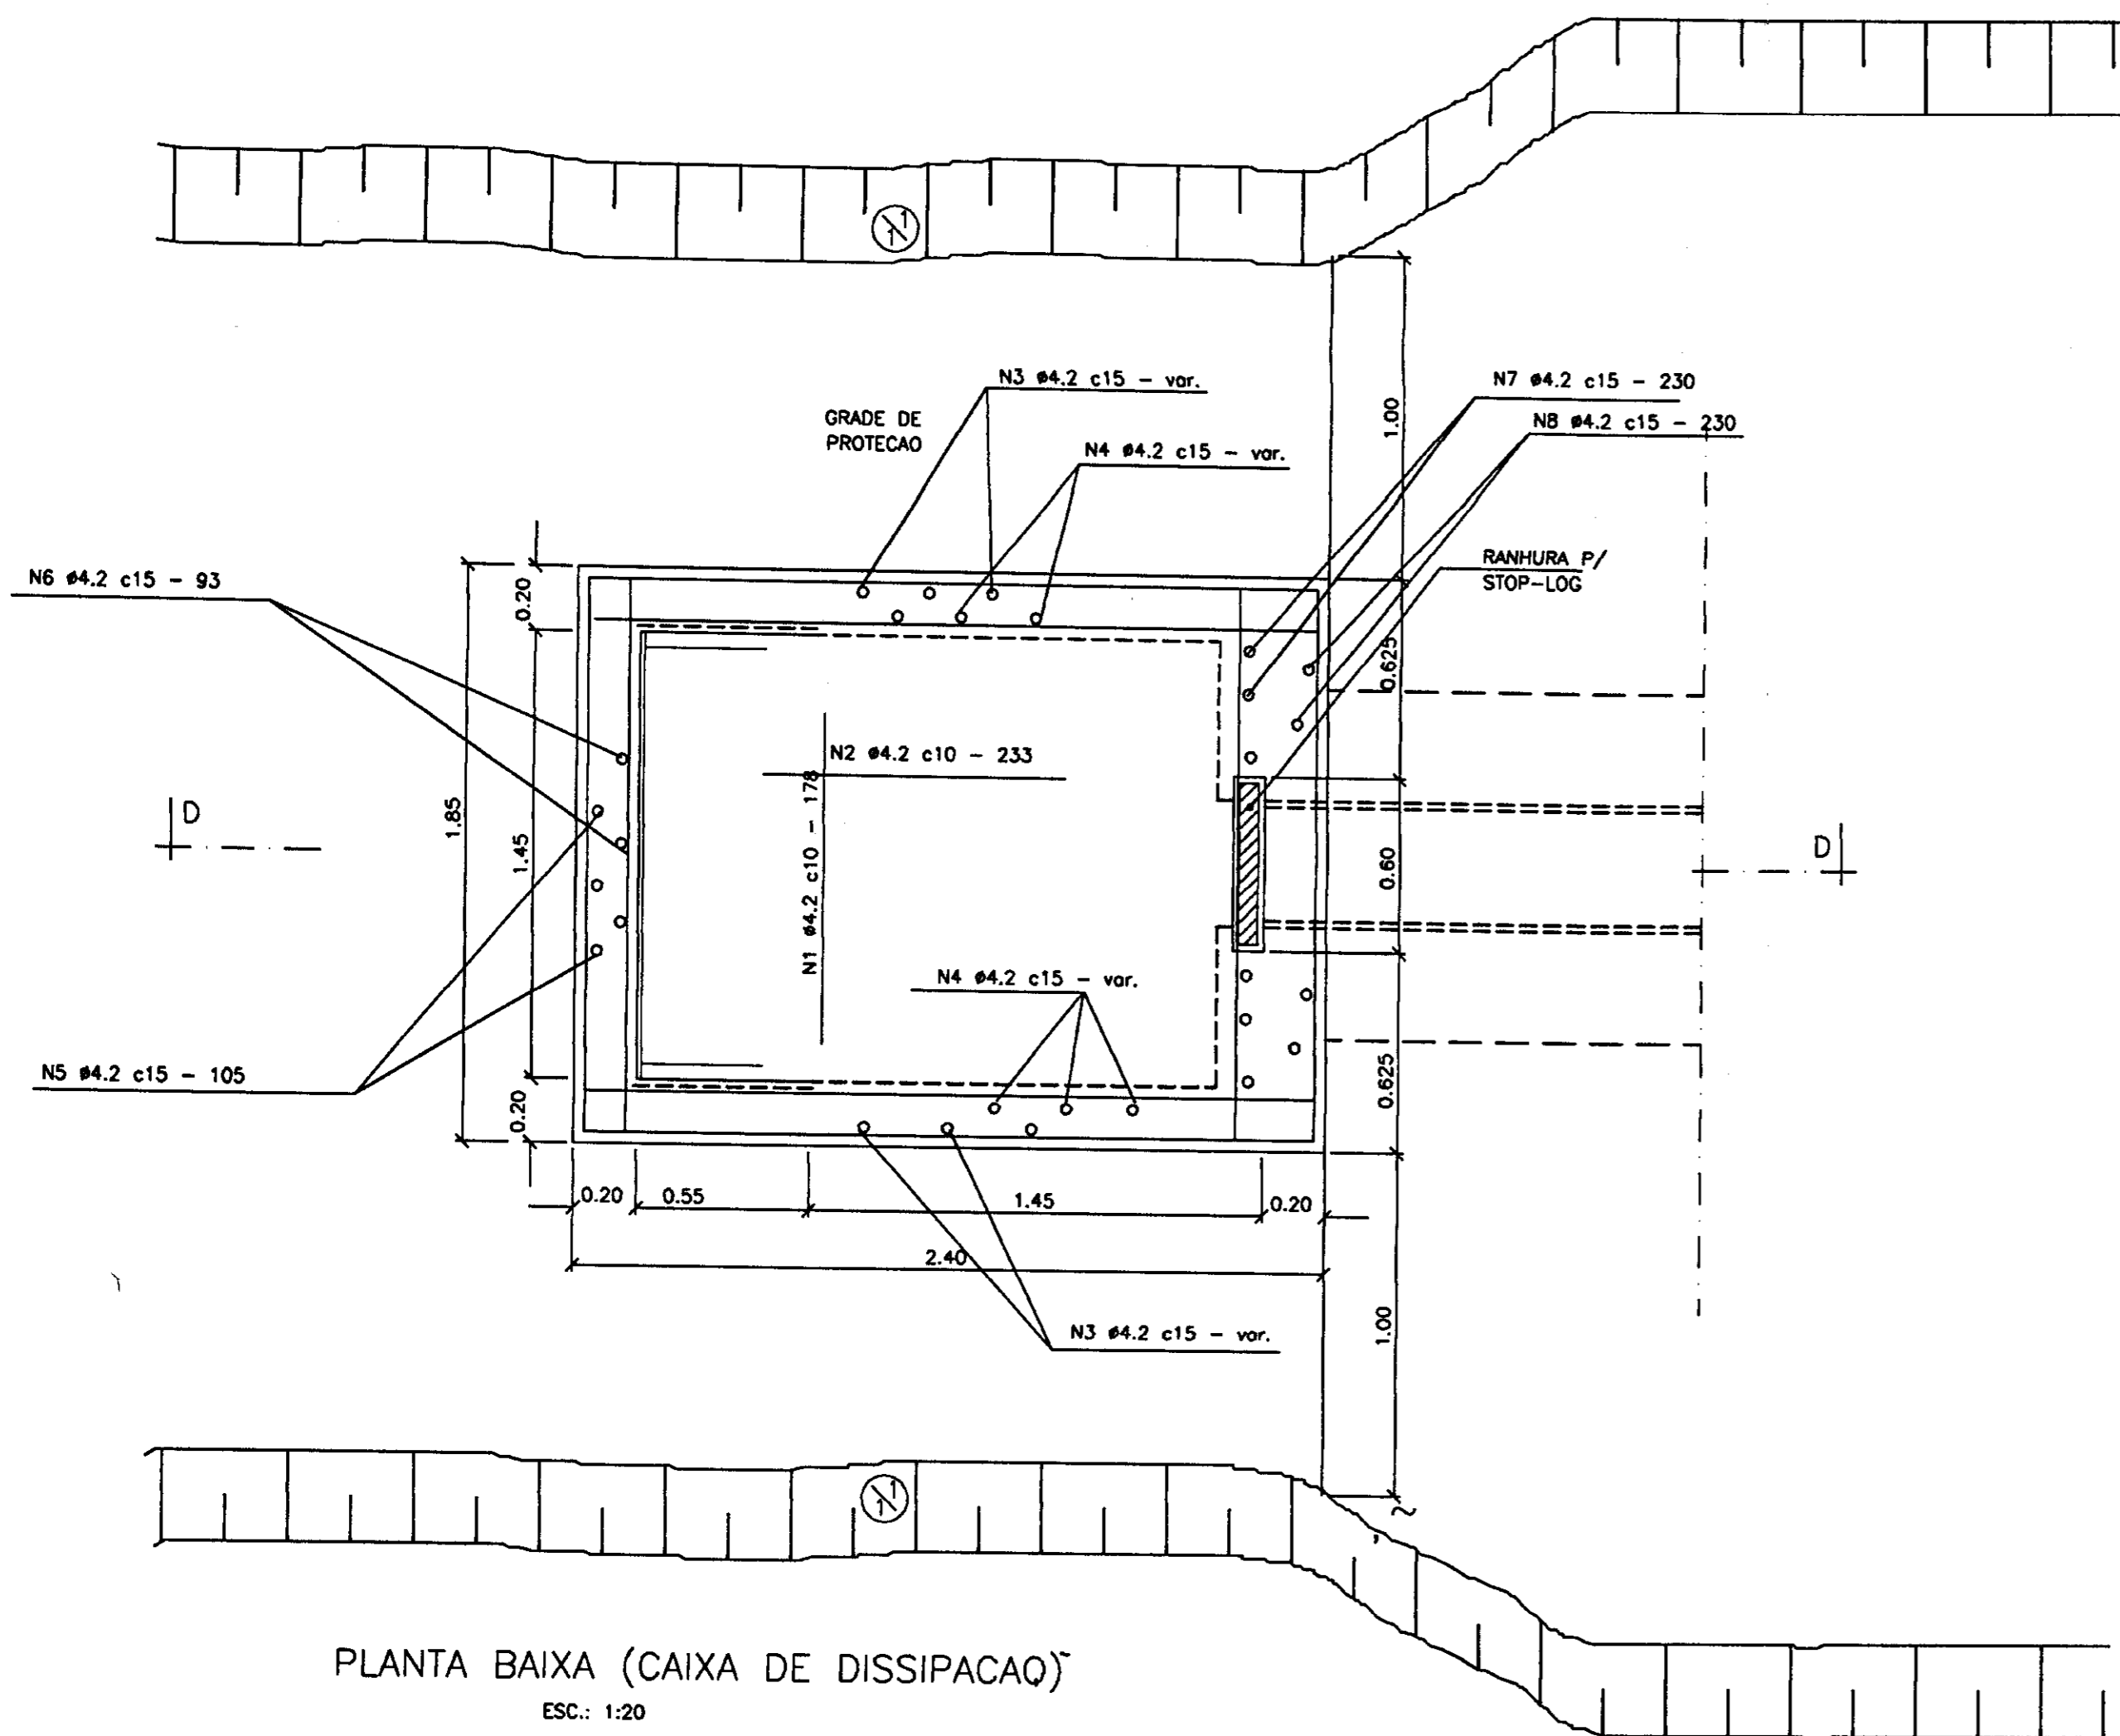 1
1
N3 ø4.2 c15 - var.
GRADE DE
PROTECAO
N4 ø4.2 c15 - var.
1.00
N7 ø4.2 c15 - 230
N8 ø4.2 c15 - 230
RANHURA P/
STOP-LOG
N6 ø4.2 c15 - 93
0.20
0.625
N2 ø4.2 c10 - 233
N1 ø4.2 c10 - 178
D
1.85
1.45
0.60
D
N4 ø4.2 c15 - var.
N5 ø4.2 c15 - 105
0.20
0.625
0.20
0.55
1.45
0.20
2.40
1.00
N3 ø4.2 c15 - var.
1
1
PLANTA BAIXA (CAIXA DE DISSIPACAO)
ESC.: 1:20